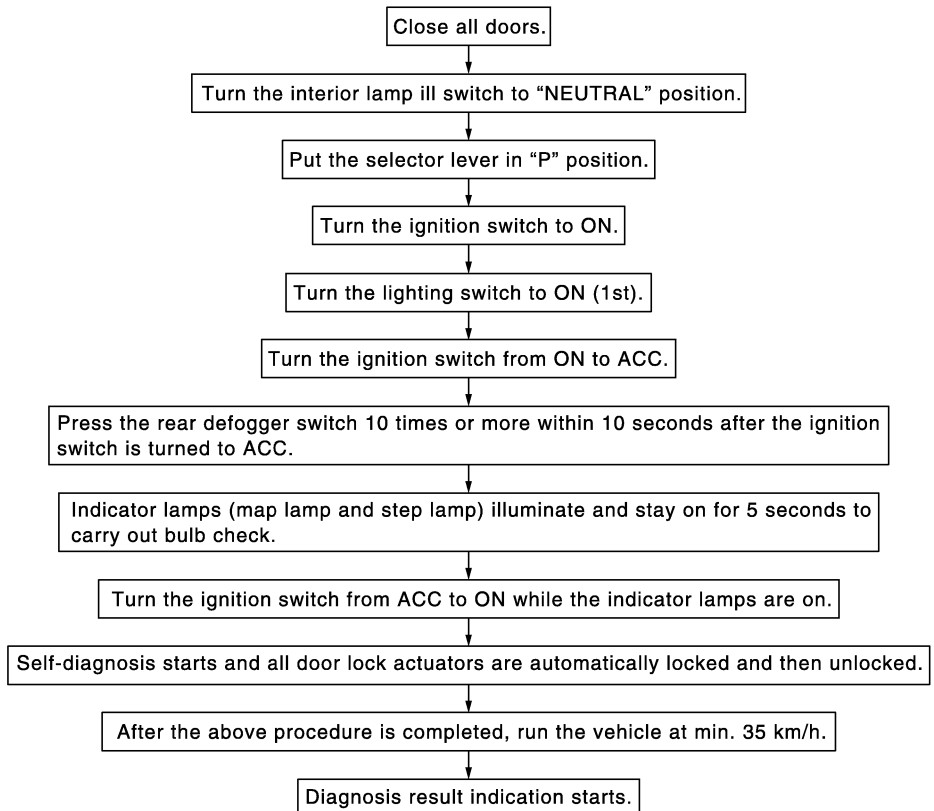 Close all doors.
Turn the interior lamp ill switch to “NEUTRAL” position.
Put the selector lever in “P” position.
Turn the ignition switch to ON.
Turn the lighting switch to ON (1st).
Turn the ignition switch from ON to ACC.
Press the rear defogger switch 10 times or more within 10 seconds after the ignition
switch is turned to ACC.
Indicator lamps (map lamp and step lamp) illuminate and stay on for 5 seconds to
carry out bulb check.
Turn the ignition switch from ACC to ON while the indicator lamps are on.
Self-diagnosis starts and all door lock actuators are automatically locked and then unlocked.
After the above procedure is completed, run the vehicle at min. 35 km/h.
Diagnosis result indication starts.